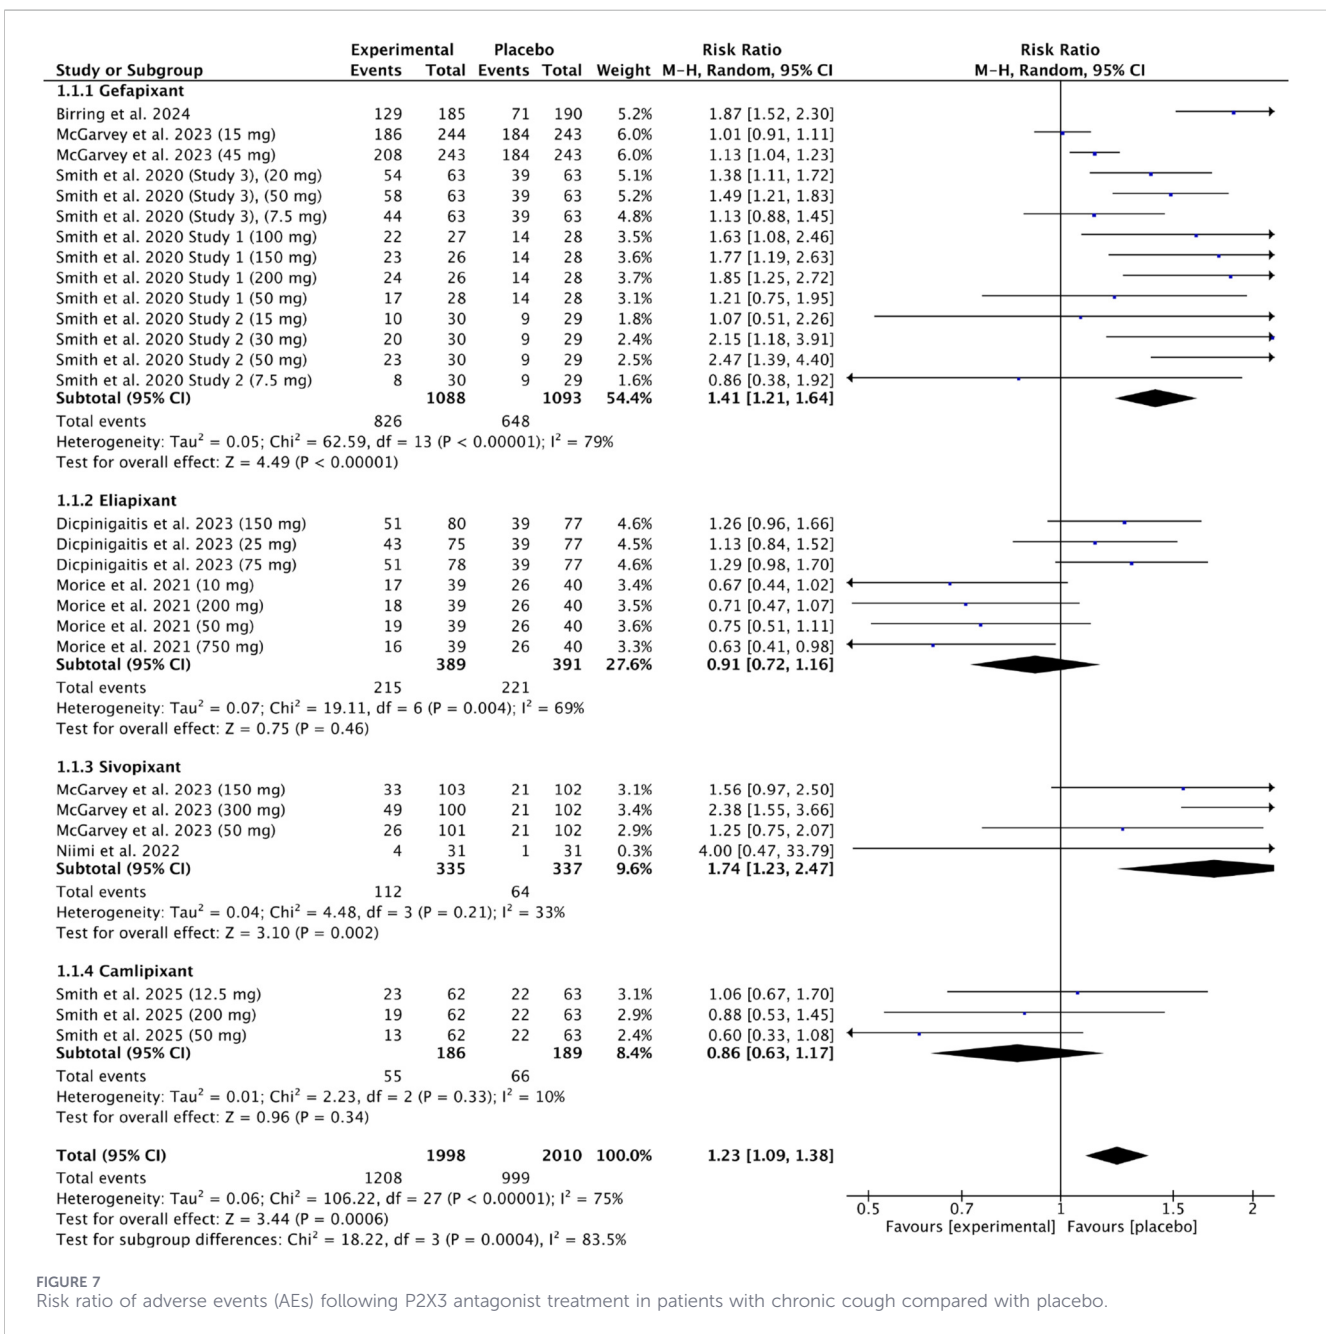 Experimental Placebo Risk Ratio Risk Ratio
Study or Subgroup Events Total Events Total Weight M-H, Random, 95% CI M-H, Random, 95% CI
1.1.1 Gefapixant
Birring et al. 2024 129 185 71 190 5.2% 1.87 [1.52, 2.30]
McGarvey et al. 2023 (15 mg) 186 244 184 243 6.0% 1.01 [0.91, 1.11]
McGarvey et al. 2023 (45 mg) 208 243 184 243 6.0% 1.13 [1.04, 1.23]
Smith et al. 2020 (Study 3), (20 mg) 54 63 39 63 5.1% 1.38 [1.11, 1.72]
Smith et al. 2020 (Study 3), (50 mg) 58 63 39 63 5.2% 1.49 [1.21, 1.83]
Smith et al. 2020 (Study 3), (7.5 mg) 44 63 39 63 4.8% 1.13 [0.88, 1.45]
Smith et al. 2020 Study 1 (100 mg) 22 27 14 28 3.5% 1.63 [1.08, 2.46]
Smith et al. 2020 Study 1 (150 mg) 23 26 14 28 3.6% 1.77 [1.19, 2.63]
Smith et al. 2020 Study 1 (200 mg) 24 26 14 28 3.7% 1.85 [1.25, 2.72]
Smith et al. 2020 Study 1 (50 mg) 17 28 14 28 3.1% 1.21 [0.75, 1.95]
Smith et al. 2020 Study 2 (15 mg) 10 30 9 29 1.8% 1.07 [0.51, 2.26]
Smith et al. 2020 Study 2 (30 mg) 20 30 9 29 2.4% 2.15 [1.18, 3.91]
Smith et al. 2020 Study 2 (50 mg) 23 30 9 29 2.5% 2.47 [1.39, 4.40]
Smith et al. 2020 Study 2 (7.5 mg) 8 30 9 29 1.6% 0.86 [0.38, 1.92]
Subtotal (95% CI) 1088 1093 54.4% 1.41 [1.21, 1.64]
Total events 826 648
Heterogeneity: Tau² = 0.05; Chi² = 62.59, df = 13 (P < 0.00001); I² = 79%
Test for overall effect: Z = 4.49 (P < 0.00001)
1.1.2 Eliapixant
Dicpinigaitis et al. 2023 (150 mg) 51 80 39 77 4.6% 1.26 [0.96, 1.66]
Dicpinigaitis et al. 2023 (25 mg) 43 75 39 77 4.5% 1.13 [0.84, 1.52]
Dicpinigaitis et al. 2023 (75 mg) 51 78 39 77 4.6% 1.29 [0.98, 1.70]
Morice et al. 2021 (10 mg) 17 39 26 40 3.4% 0.67 [0.44, 1.02]
Morice et al. 2021 (200 mg) 18 39 26 40 3.5% 0.71 [0.47, 1.07]
Morice et al. 2021 (50 mg) 19 39 26 40 3.6% 0.75 [0.51, 1.11]
Morice et al. 2021 (750 mg) 16 39 26 40 3.3% 0.63 [0.41, 0.98]
Subtotal (95% CI) 389 391 27.6% 0.91 [0.72, 1.16]
Total events 215 221
Heterogeneity: Tau² = 0.07; Chi² = 19.11, df = 6 (P = 0.004); I² = 69%
Test for overall effect: Z = 0.75 (P = 0.46)
1.1.3 Sivopixant
McGarvey et al. 2023 (150 mg) 33 103 21 102 3.1% 1.56 [0.97, 2.50]
McGarvey et al. 2023 (300 mg) 49 100 21 102 3.4% 2.38 [1.55, 3.66]
McGarvey et al. 2023 (50 mg) 26 101 21 102 2.9% 1.25 [0.75, 2.07]
Niimi et al. 2022 4 31 1 31 0.3% 4.00 [0.47, 33.79]
Subtotal (95% CI) 335 337 9.6% 1.74 [1.23, 2.47]
Total events 112 64
Heterogeneity: Tau² = 0.04; Chi² = 4.48, df = 3 (P = 0.21); I² = 33%
Test for overall effect: Z = 3.10 (P = 0.002)
1.1.4 Camlipixant
Smith et al. 2025 (12.5 mg) 23 62 22 63 3.1% 1.06 [0.67, 1.70]
Smith et al. 2025 (200 mg) 19 62 22 63 2.9% 0.88 [0.53, 1.45]
Smith et al. 2025 (50 mg) 13 62 22 63 2.4% 0.60 [0.33, 1.08]
Subtotal (95% CI) 186 189 8.4% 0.86 [0.63, 1.17]
Total events 55 66
Heterogeneity: Tau² = 0.01; Chi² = 2.23, df = 2 (P = 0.33); I² = 10%
Test for overall effect: Z = 0.96 (P = 0.34)
Total (95% CI) 1998 2010 100.0% 1.23 [1.09, 1.38]
Total events 1208 999
Heterogeneity: Tau² = 0.06; Chi² = 106.22, df = 27 (P < 0.00001); I² = 75%
Test for overall effect: Z = 3.44 (P = 0.0006)
Test for subgroup differences: Chi² = 18.22, df = 3 (P = 0.0004), I² = 83.5%
0.5 0.7 1 1.5 2
Favours [experimental] Favours [placebo]
FIGURE 7
Risk ratio of adverse events (AEs) following P2X3 antagonist treatment in patients with chronic cough compared with placebo.